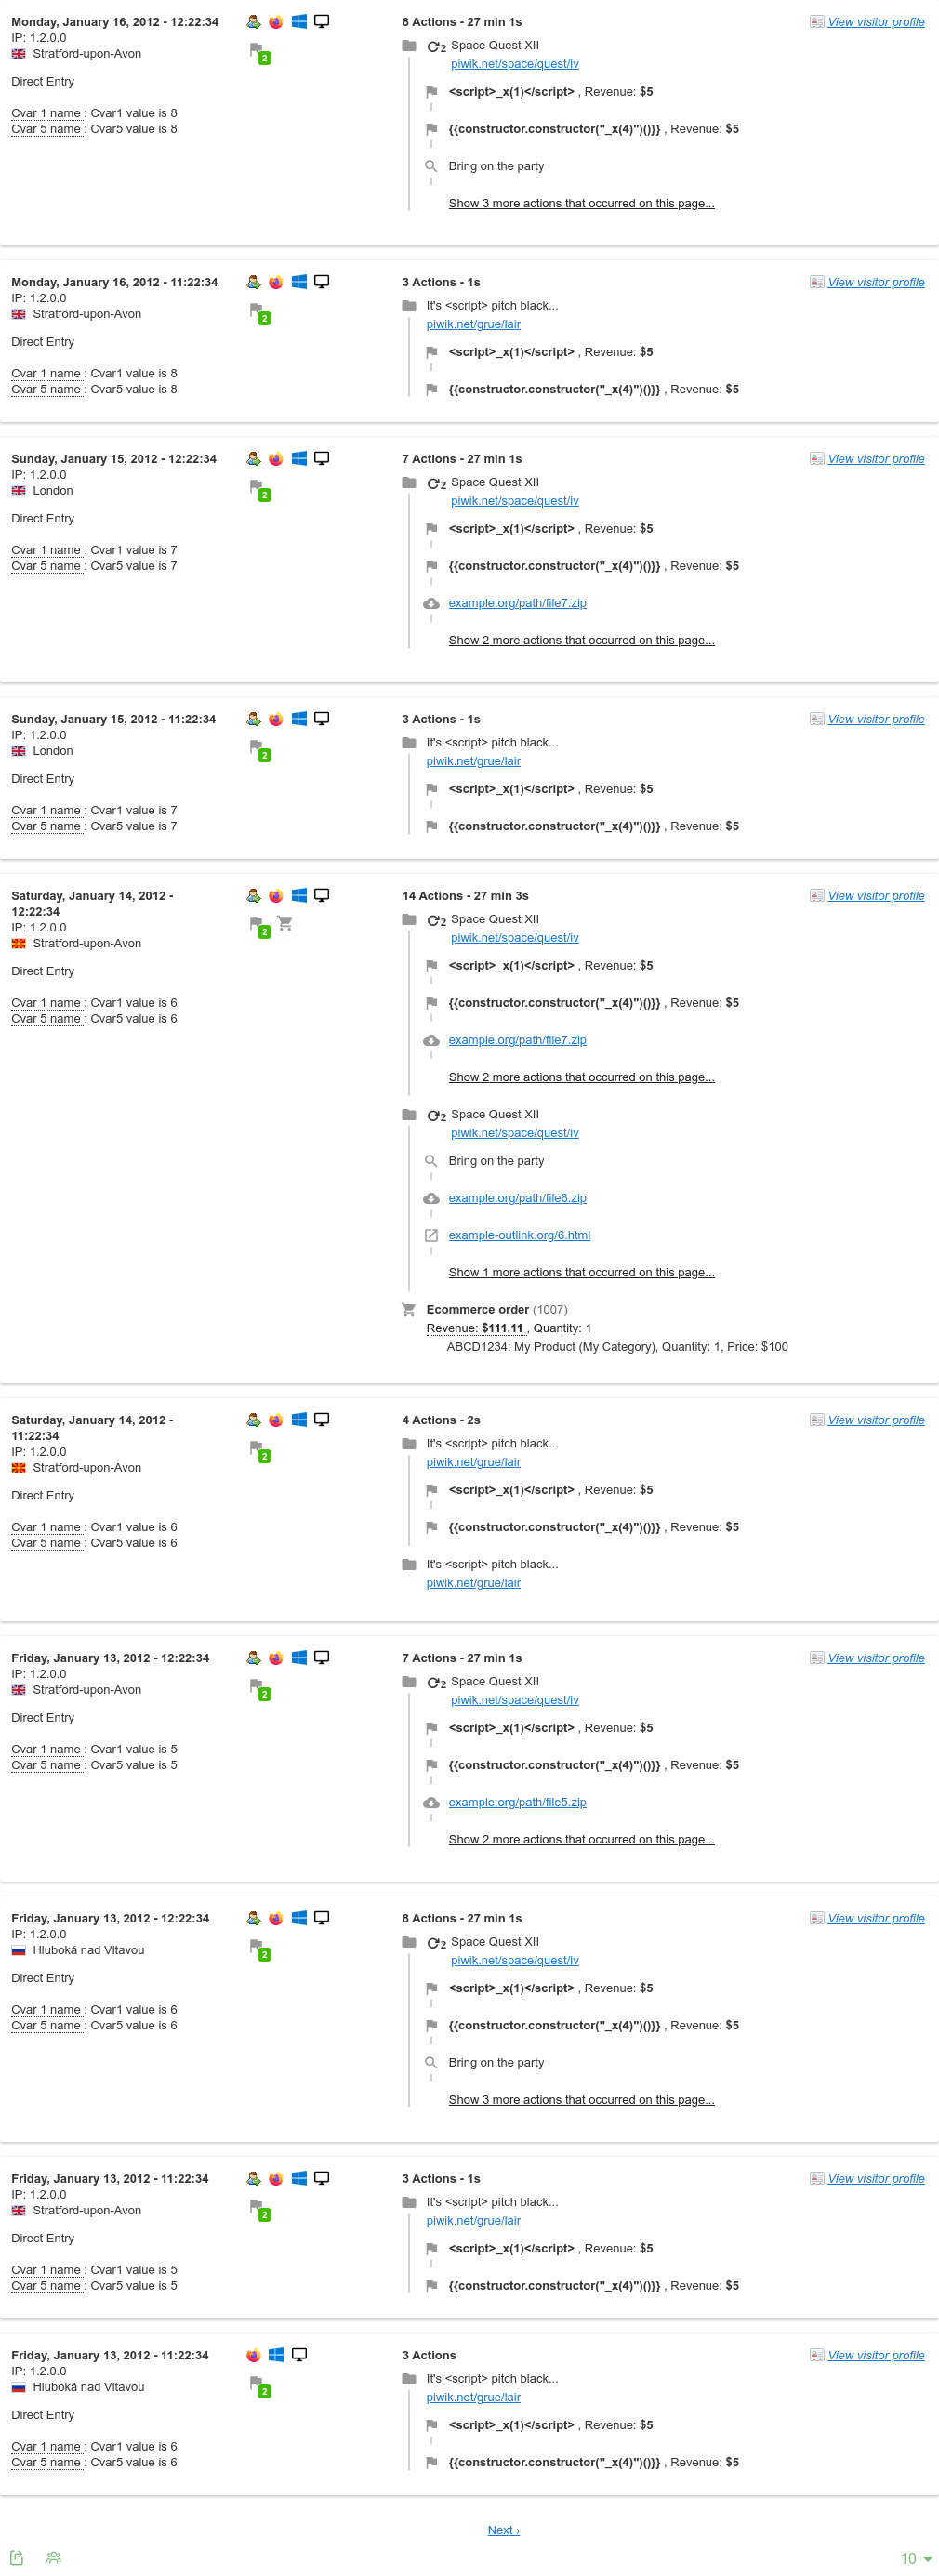 Monday, January 16, 2012 - 12:22:34
IP: 1.2.0.0
Stratford-upon-Avon
Direct Entry
Cvar 1 name : Cvar1 value is 8
Cvar 5 name : Cvar5 value is 8
2
8 Actions - 27 min 1s
2 Space Quest XII
piwik.net/space/quest/iv
<script>_x(1)</script> , Revenue: $5
{{constructor.constructor("_x(4)")()}} , Revenue: $5
Bring on the party
Show 3 more actions that occurred on this page...
View visitor profile
Monday, January 16, 2012 - 11:22:34
IP: 1.2.0.0
Stratford-upon-Avon
Direct Entry
Cvar 1 name : Cvar1 value is 8
Cvar 5 name : Cvar5 value is 8
2
3 Actions - 1s
It's <script> pitch black...
piwik.net/grue/lair
<script>_x(1)</script> , Revenue: $5
{{constructor.constructor("_x(4)")()}} , Revenue: $5
View visitor profile
Sunday, January 15, 2012 - 12:22:34
IP: 1.2.0.0
London
Direct Entry
Cvar 1 name : Cvar1 value is 7
Cvar 5 name : Cvar5 value is 7
2
7 Actions - 27 min 1s
2 Space Quest XII
piwik.net/space/quest/iv
<script>_x(1)</script> , Revenue: $5
{{constructor.constructor("_x(4)")()}} , Revenue: $5
example.org/path/file7.zip
Show 2 more actions that occurred on this page...
View visitor profile
Sunday, January 15, 2012 - 11:22:34
IP: 1.2.0.0
London
Direct Entry
Cvar 1 name : Cvar1 value is 7
Cvar 5 name : Cvar5 value is 7
2
3 Actions - 1s
It's <script> pitch black...
piwik.net/grue/lair
<script>_x(1)</script> , Revenue: $5
{{constructor.constructor("_x(4)")()}} , Revenue: $5
View visitor profile
Saturday, January 14, 2012 -
12:22:34
IP: 1.2.0.0
Stratford-upon-Avon
Direct Entry
Cvar 1 name : Cvar1 value is 6
Cvar 5 name : Cvar5 value is 6
2
14 Actions - 27 min 3s
2 Space Quest XII
piwik.net/space/quest/iv
<script>_x(1)</script> , Revenue: $5
{{constructor.constructor("_x(4)")()}} , Revenue: $5
example.org/path/file7.zip
Show 2 more actions that occurred on this page...
2 Space Quest XII
piwik.net/space/quest/iv
Bring on the party
example.org/path/file6.zip
example-outlink.org/6.html
Show 1 more actions that occurred on this page...
Ecommerce order (1007)
Revenue: $111.11 , Quantity: 1
ABCD1234: My Product (My Category), Quantity: 1, Price: $100
View visitor profile
Saturday, January 14, 2012 -
11:22:34
IP: 1.2.0.0
Stratford-upon-Avon
Direct Entry
Cvar 1 name : Cvar1 value is 6
Cvar 5 name : Cvar5 value is 6
2
4 Actions - 2s
It's <script> pitch black...
piwik.net/grue/lair
<script>_x(1)</script> , Revenue: $5
{{constructor.constructor("_x(4)")()}} , Revenue: $5
It's <script> pitch black...
piwik.net/grue/lair
View visitor profile
Friday, January 13, 2012 - 12:22:34
IP: 1.2.0.0
Stratford-upon-Avon
Direct Entry
Cvar 1 name : Cvar1 value is 5
Cvar 5 name : Cvar5 value is 5
2
7 Actions - 27 min 1s
2 Space Quest XII
piwik.net/space/quest/iv
<script>_x(1)</script> , Revenue: $5
{{constructor.constructor("_x(4)")()}} , Revenue: $5
example.org/path/file5.zip
Show 2 more actions that occurred on this page...
View visitor profile
Friday, January 13, 2012 - 12:22:34
IP: 1.2.0.0
Hluboká nad Vltavou
Direct Entry
Cvar 1 name : Cvar1 value is 6
Cvar 5 name : Cvar5 value is 6
2
8 Actions - 27 min 1s
2 Space Quest XII
piwik.net/space/quest/iv
<script>_x(1)</script> , Revenue: $5
{{constructor.constructor("_x(4)")()}} , Revenue: $5
Bring on the party
Show 3 more actions that occurred on this page...
View visitor profile
Friday, January 13, 2012 - 11:22:34
IP: 1.2.0.0
Stratford-upon-Avon
Direct Entry
Cvar 1 name : Cvar1 value is 5
Cvar 5 name : Cvar5 value is 5
2
3 Actions - 1s
It's <script> pitch black...
piwik.net/grue/lair
<script>_x(1)</script> , Revenue: $5
{{constructor.constructor("_x(4)")()}} , Revenue: $5
View visitor profile
Friday, January 13, 2012 - 11:22:34
IP: 1.2.0.0
Hluboká nad Vltavou
Direct Entry
Cvar 1 name : Cvar1 value is 6
Cvar 5 name : Cvar5 value is 6
2
3 Actions
It's <script> pitch black...
piwik.net/grue/lair
<script>_x(1)</script> , Revenue: $5
{{constructor.constructor("_x(4)")()}} , Revenue: $5
View visitor profile
Next ›
10